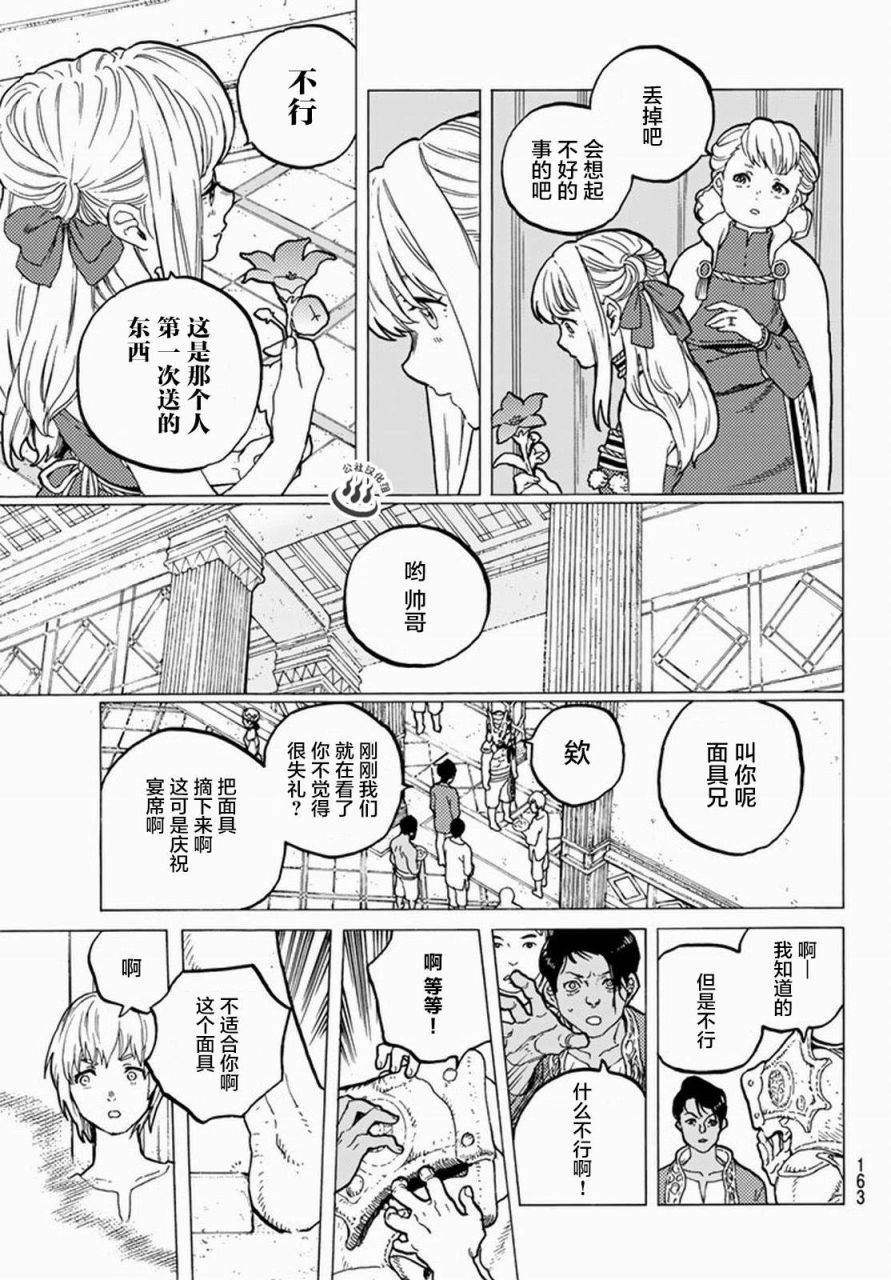 丢掉吧
会想起
不好的
事的吧
不行
这是那个人
第一次送的
东西
公社汉化组
哟 帅哥
叫你呢
面具兄
欸
刚刚我们
就在看了
你不觉得
很失礼?
把面具
摘下来啊
这可是庆祝
宴席啊
啊—
我知道的
但是不行
什么不行啊!
啊 等等!
不适合你啊
这个面具
啊
163